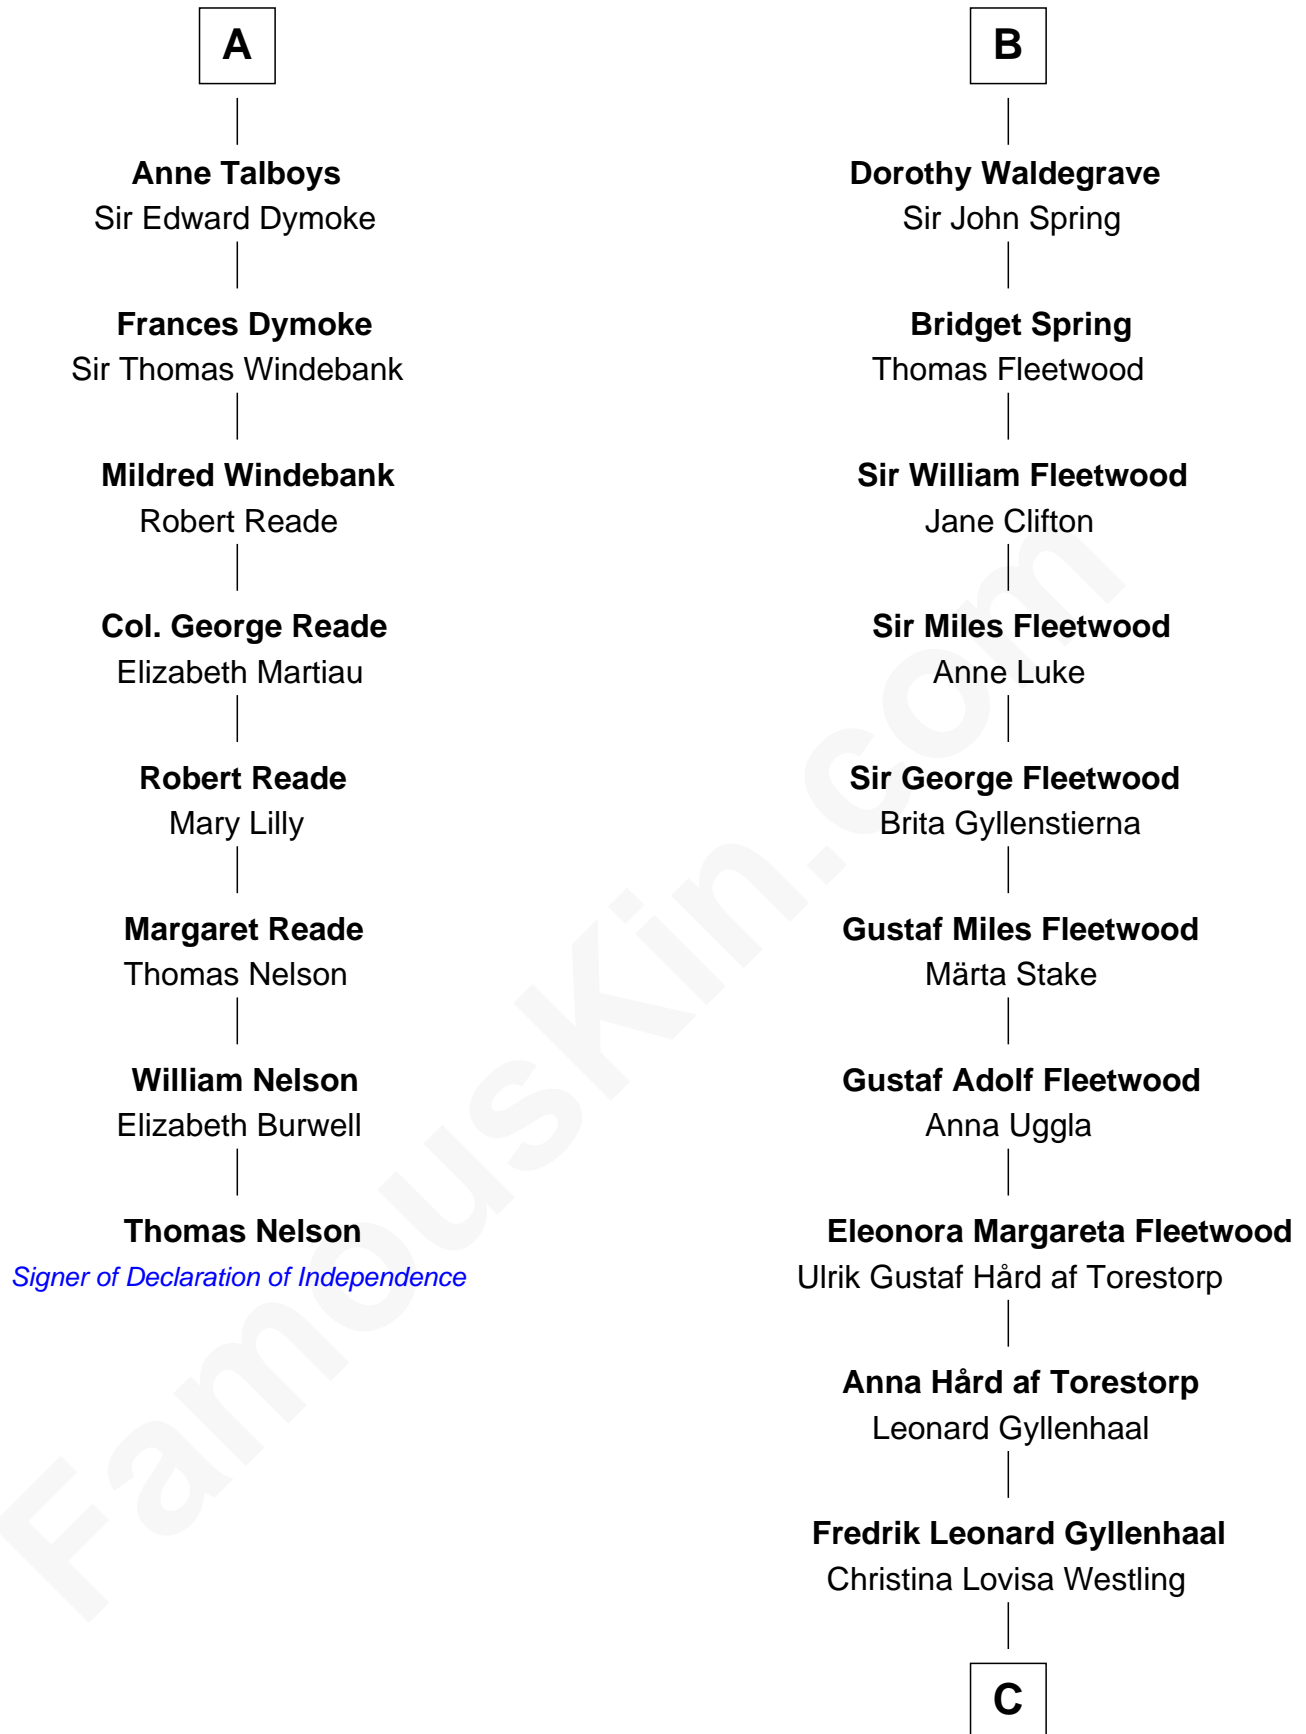 A
Anne Talboys
Sir Edward Dymoke
Frances Dymoke
Sir Thomas Windebank
Mildred Windebank
Robert Reade
Col. George Reade
Elizabeth Martiau
Robert Reade
Mary Lilly
Margaret Reade
Thomas Nelson
William Nelson
Elizabeth Burwell
Thomas Nelson
Signer of Declaration of Independence
B
Dorothy Waldegrave
Sir John Spring
Bridget Spring
Thomas Fleetwood
Sir William Fleetwood
Jane Clifton
Sir Miles Fleetwood
Anne Luke
Sir George Fleetwood
Brita Gyllenstierna
Gustaf Miles Fleetwood
Märta Stake
Gustaf Adolf Fleetwood
Anna Uggla
Eleonora Margareta Fleetwood
Ulrik Gustaf Hård af Torestorp
Anna Hård af Torestorp
Leonard Gyllenhaal
Fredrik Leonard Gyllenhaal
Christina Lovisa Westling
C
FamousKin.com